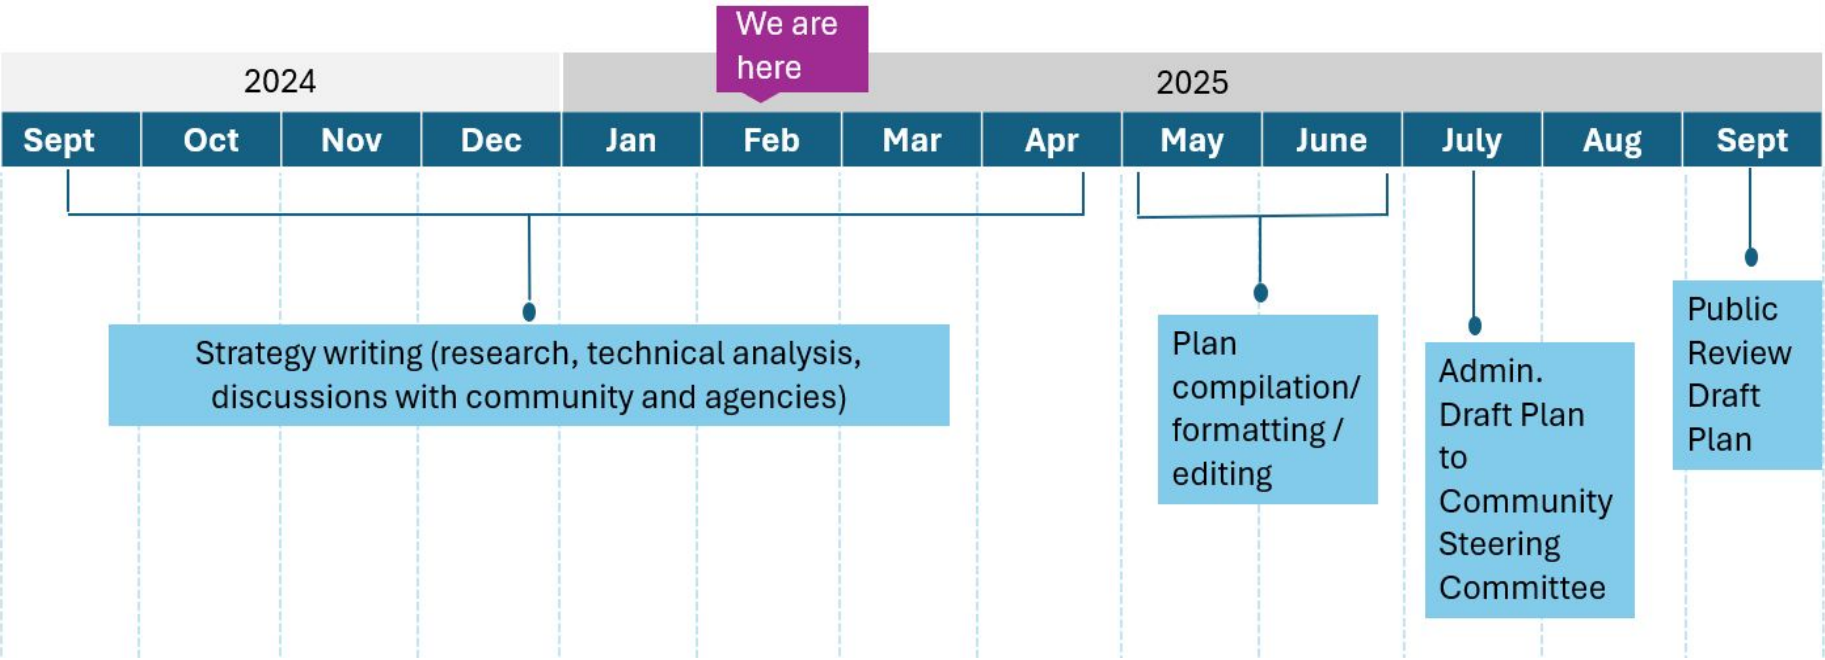 We are
here
2024
2025
Sept
Oct
Nov
Dec
Jan
Feb
Mar
Apr
May
June
July
Aug
Sept
Strategy writing (research, technical analysis,
discussions with community and agencies)
Plan
compilation/
formatting /
editing
Admin.
Draft Plan
to
Community
Steering
Committee
Public
Review
Draft
Plan